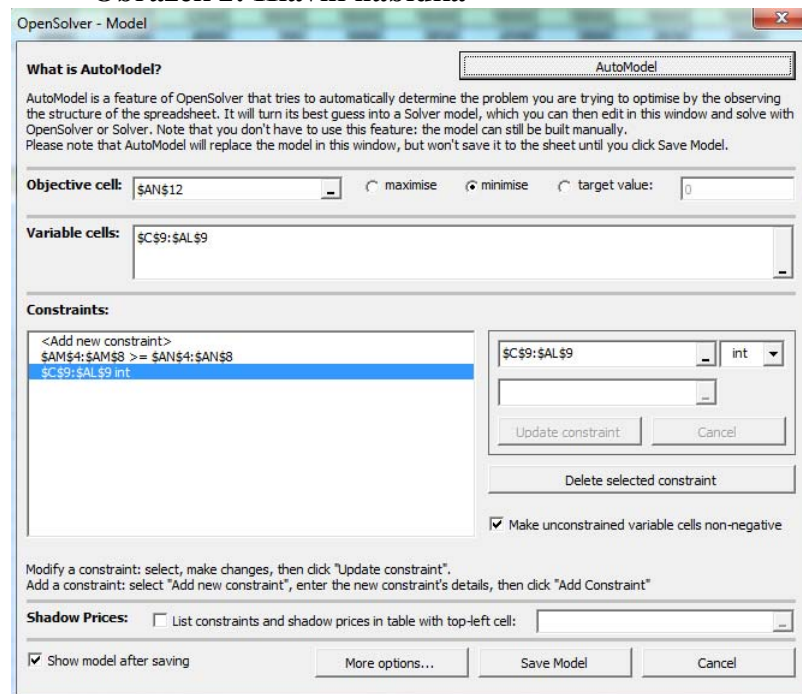 OpenSolver - Model
What is AutoModel?
AutoModel
AutoModel is a feature of OpenSolver that tries to automatically determine the problem you are trying to optimise by the observing
the structure of the spreadsheet. It will turn its best guess into a Solver model, which you can then edit in this window and solve with
OpenSolver or Solver. Note that you don't have to use this feature: the model can still be built manually.
Please note that AutoModel will replace the model in this window, but won't save it to the sheet until you click Save Model.
Objective cell: $AN$12 _ maximise minimise target value: 0
Variable cells: $C$9:$AL$9 _
Constraints:
<Add new constraint>
$AM$4:$AM$8 >= $AN$4:$AN$8
$C$9:$AL$9 int
$C$9:$AL$9 _ int
_
Update constraint Cancel
Delete selected constraint
Make unconstrained variable cells non-negative
Modify a constraint: select, make changes, then click "Update constraint".
Add a constraint: select "Add new constraint", enter the new constraint's details, then click "Add Constraint"
Shadow Prices: List constraints and shadow prices in table with top-left cell: _
Show model after saving More options... Save Model Cancel